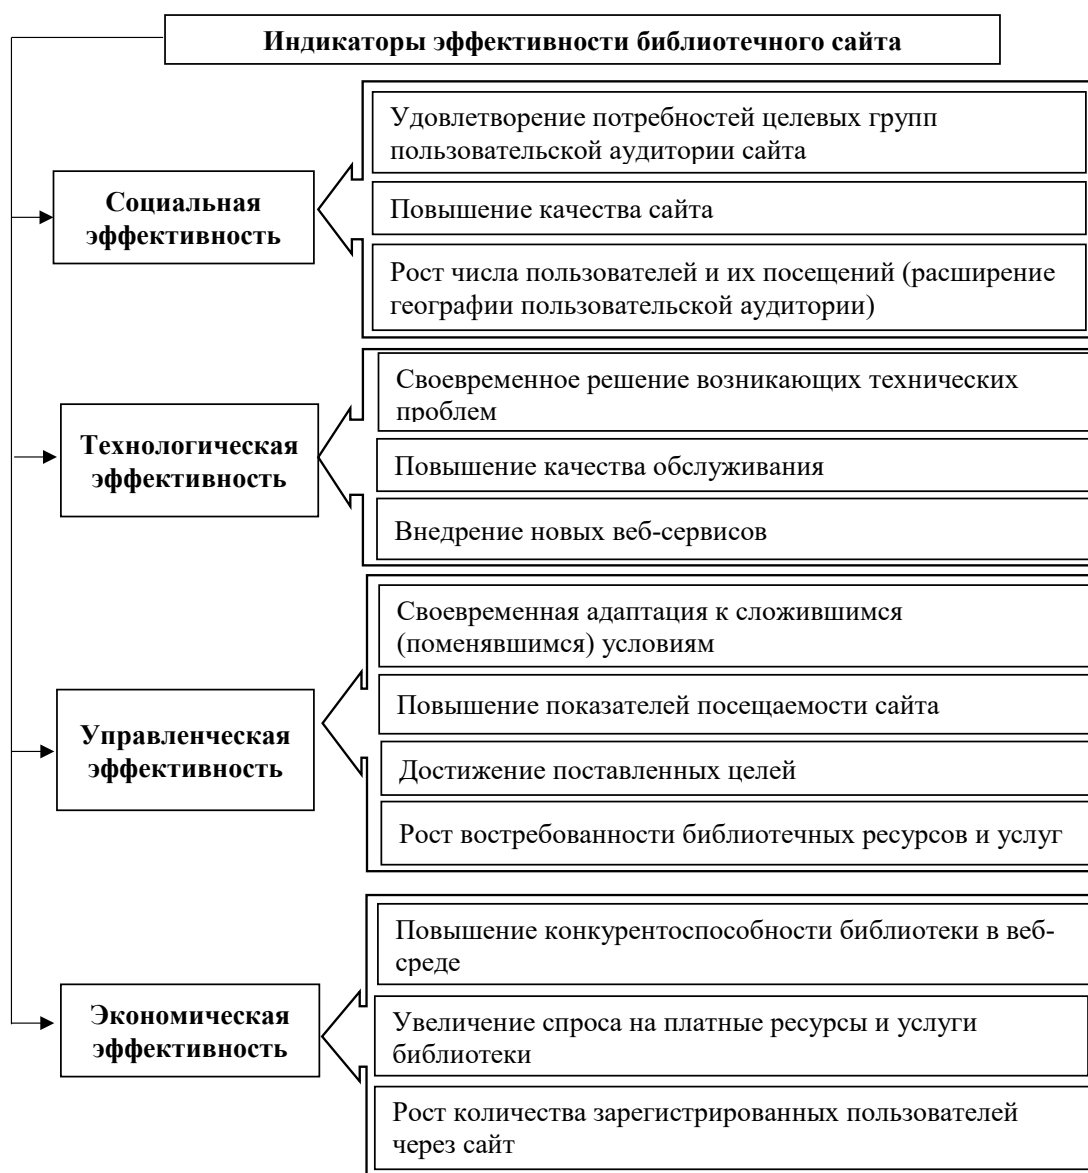 Индикаторы эффективности библиотечного сайта
Социальная
эффективность
Удовлетворение потребностей целевых групп
пользовательской аудитории сайта
Повышение качества сайта
Рост числа пользователей и их посещений (расширение
географии пользовательской аудитории)
Технологическая
эффективность
Своевременное решение возникающих технических
проблем
Повышение качества обслуживания
Внедрение новых веб-сервисов
Управленческая
эффективность
Своевременная адаптация к сложившимся
(поменявшимся) условиям
Повышение показателей посещаемости сайта
Достижение поставленных целей
Рост востребованности библиотечных ресурсов и услуг
Экономическая
эффективность
Повышение конкурентоспособности библиотеки в веб-
среде
Увеличение спроса на платные ресурсы и услуги
библиотеки
Рост количества зарегистрированных пользователей
через сайт